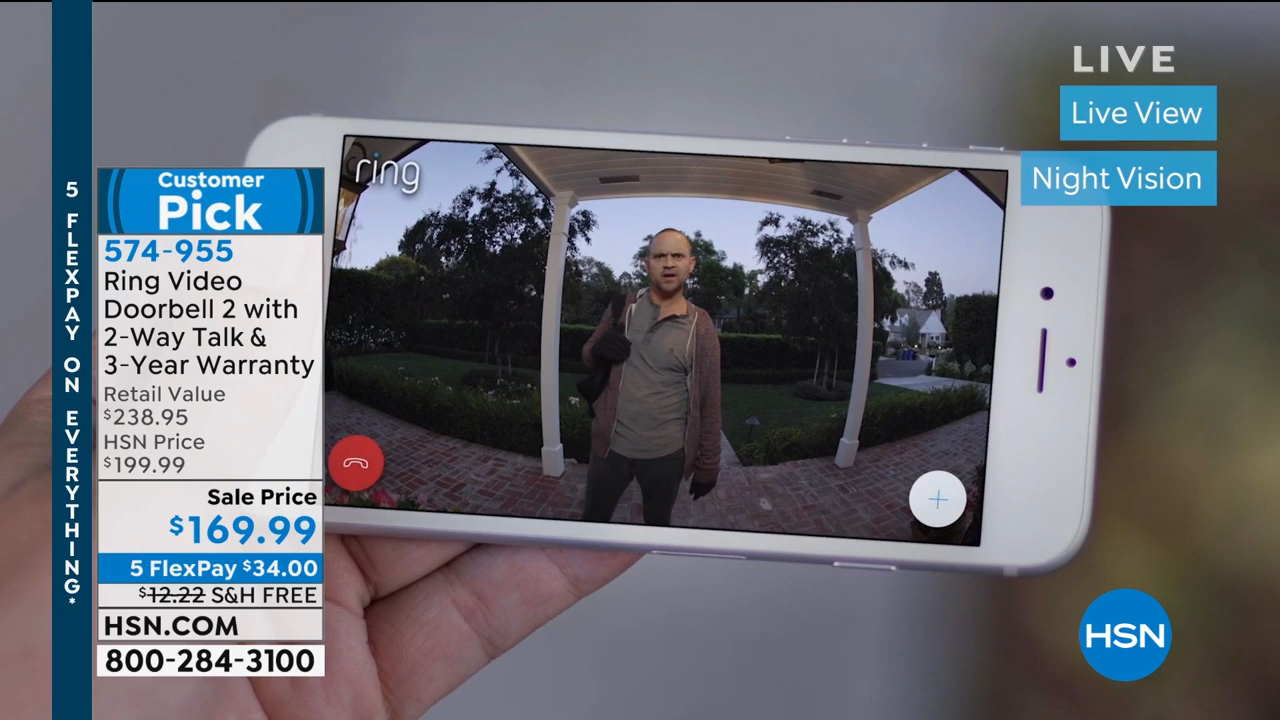 5 FLEXPAY ON EVERYTHING*
Customer
Pick
574-955
Ring Video
Doorbell 2 with
2-Way Talk &
3-Year Warranty
Retail Value
$238.95
HSN Price
$199.99
Sale Price
$169.99
5 FlexPay $34.00
$12.22 S&H FREE
HSN.COM
800-284-3100
ring
LIVE
Live View
Night Vision
HSN